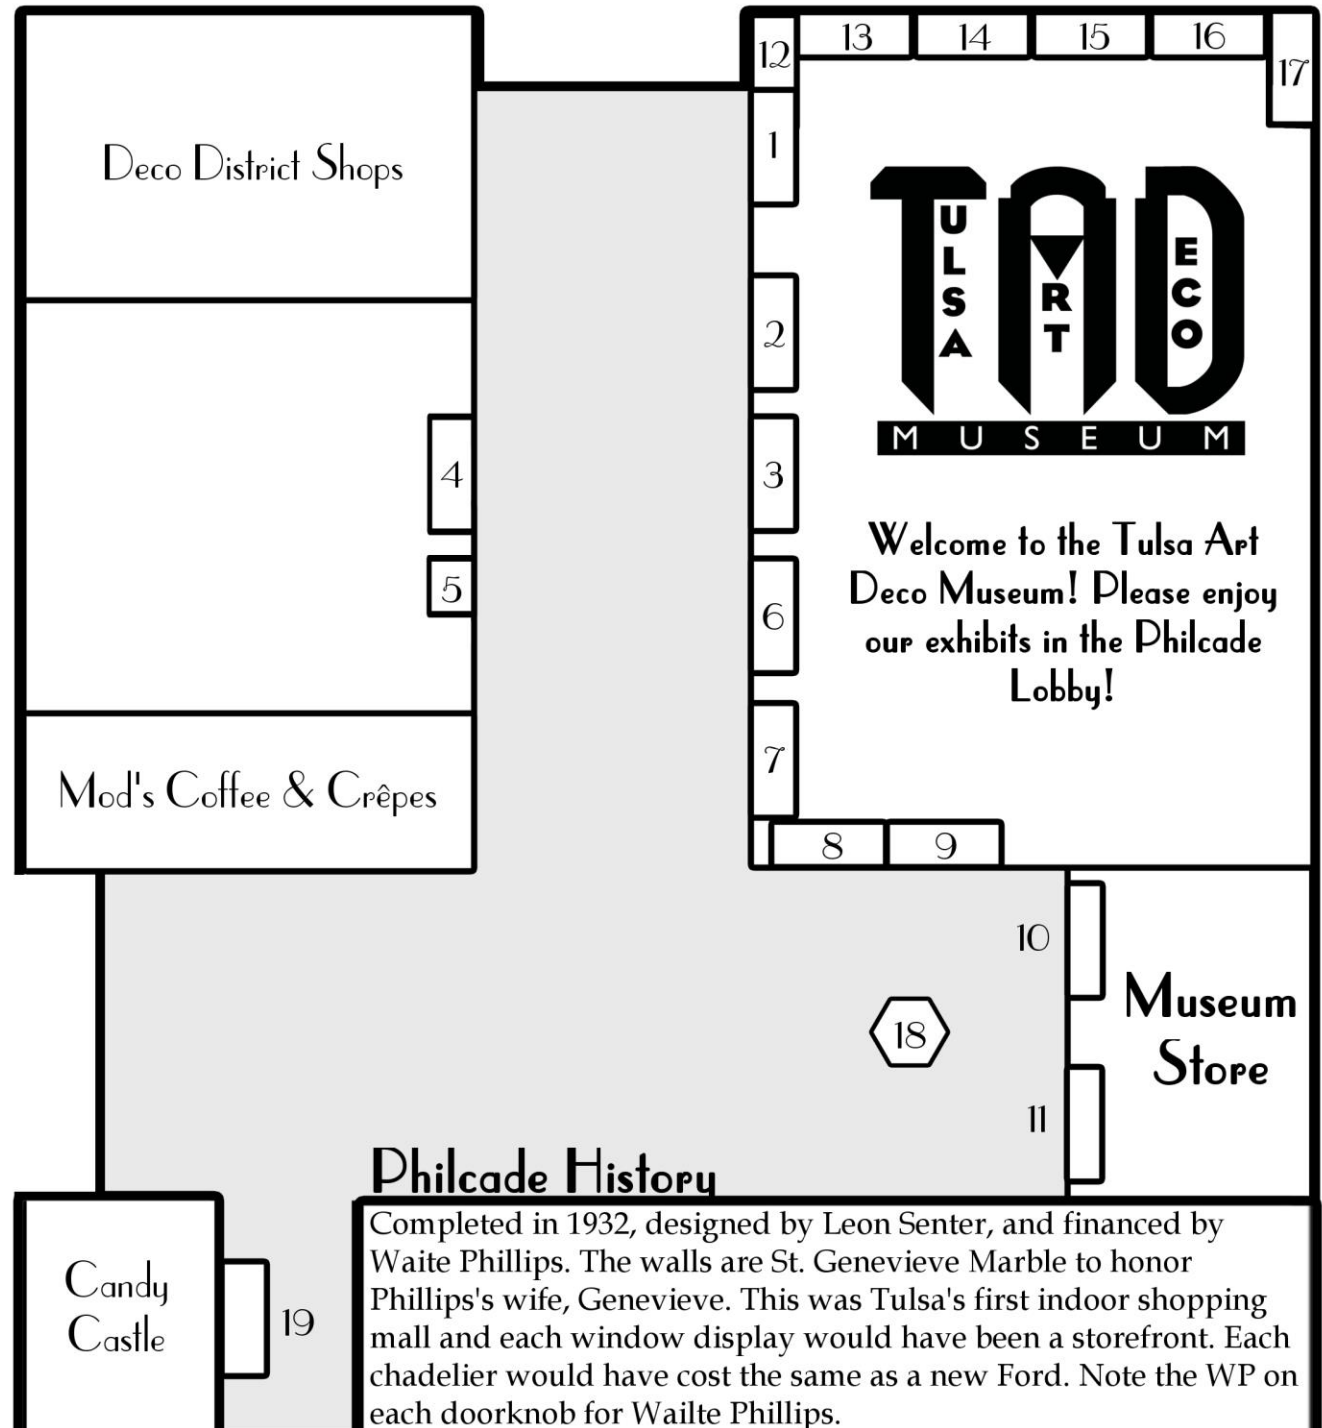 12
13
14
15
16
17
1
Deco District Shops
TULSA
ART
DECO
MUSEUM
2
3
4
5
6
7
8
9
Welcome to the Tulsa Art
Deco Museum! Please enjoy
our exhibits in the Philcade
Lobby!
Mod's Coffee & Crêpes
10
Museum
Store
18
11
Philcade History
Completed in 1932, designed by Leon Senter, and financed by
Waite Phillips. The walls are St. Genevieve Marble to honor
Phillips's wife, Genevieve. This was Tulsa's first indoor shopping
mall and each window display would have been a storefront. Each
chadelier would have cost the same as a new Ford. Note the WP on
each doorknob for Wailte Phillips.
Candy
Castle
19